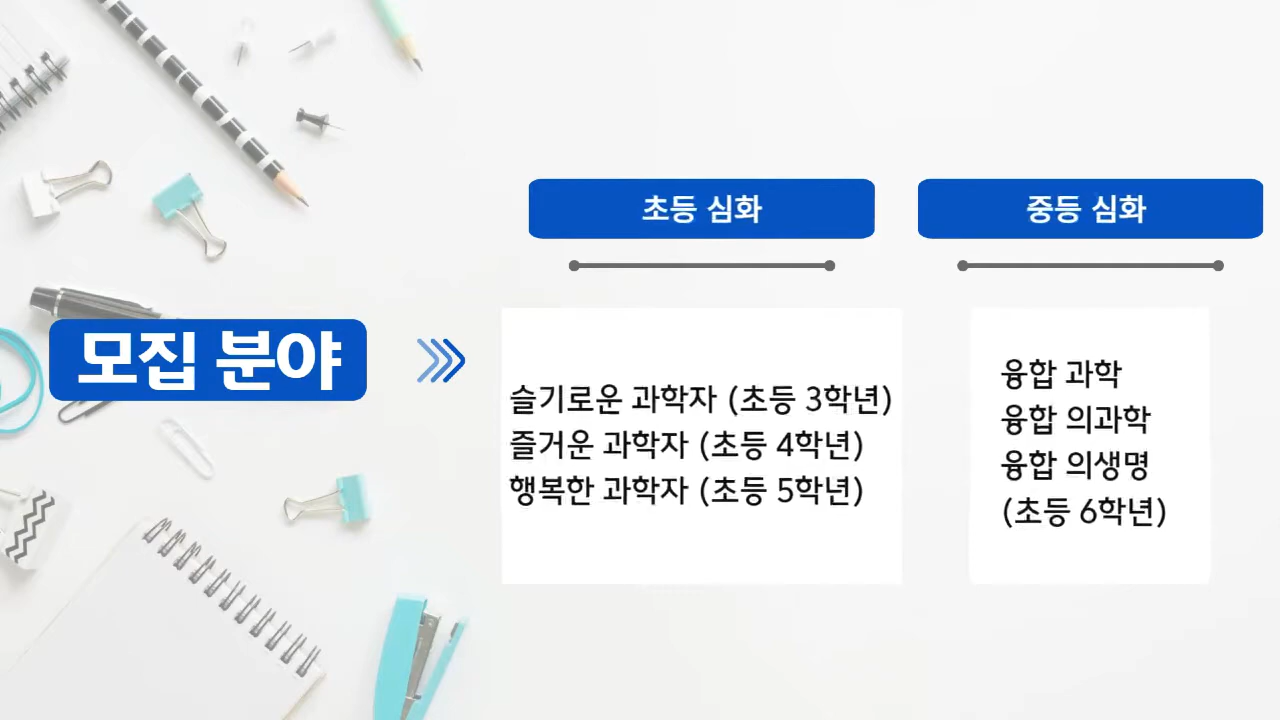 모집 분야
초등 심화
슬기로운 과학자 (초등 3학년)
즐거운 과학자 (초등 4학년)
행복한 과학자 (초등 5학년)
중등 심화
융합 과학
융합 의과학
융합 의생명
(초등 6학년)